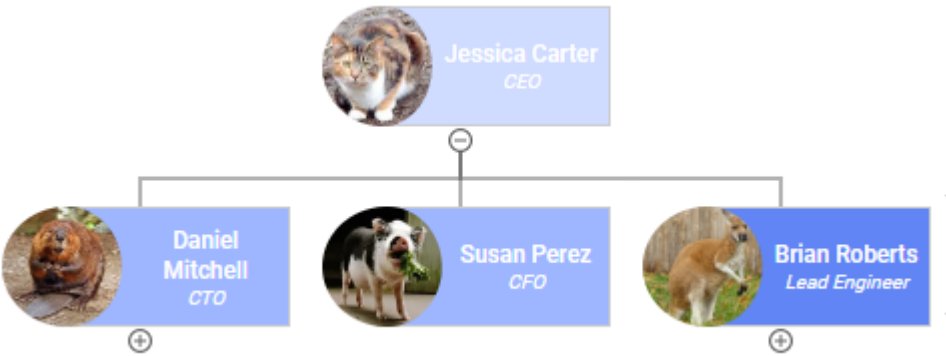 Jessica Carter
CEO
Daniel
Mitchell
CTO
Susan Perez
CFO
Brian Roberts
Lead Engineer